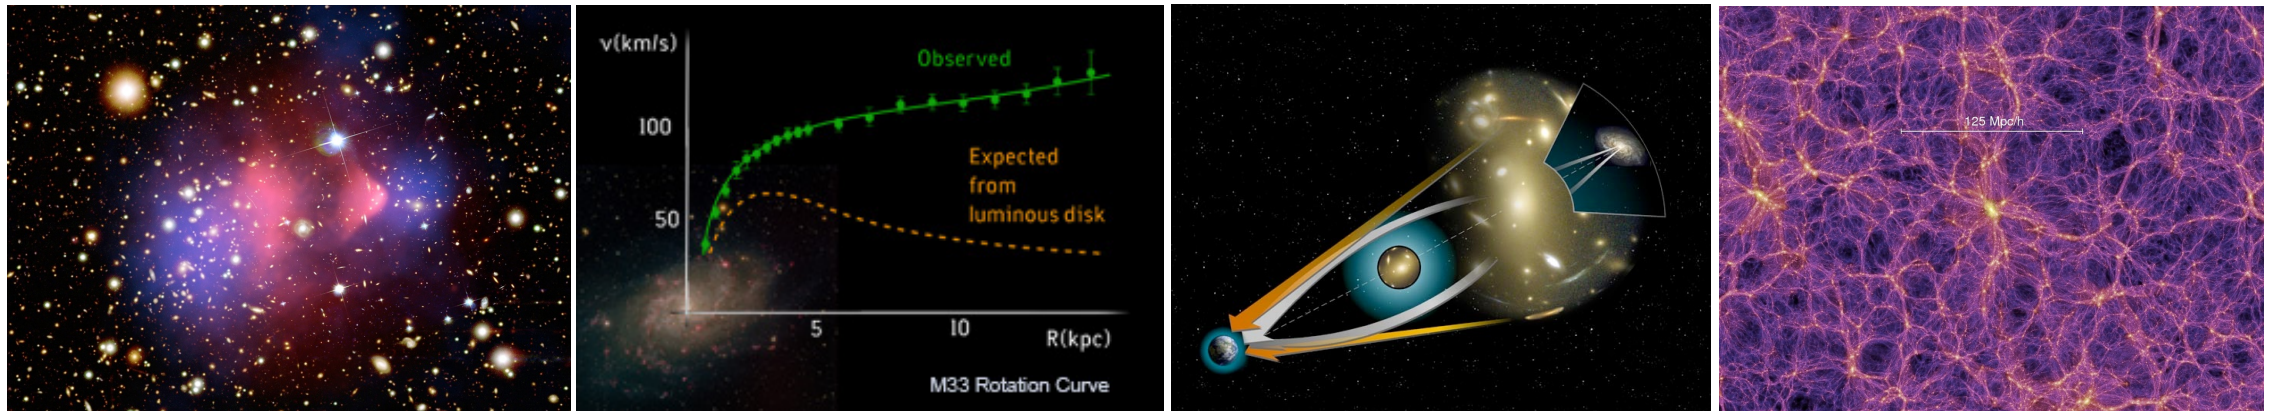 v(km/s)
Observed
100
Expected
from
luminous disk
50
5
10
R(kpc)
M33 Rotation Curve
125 Mpc/h